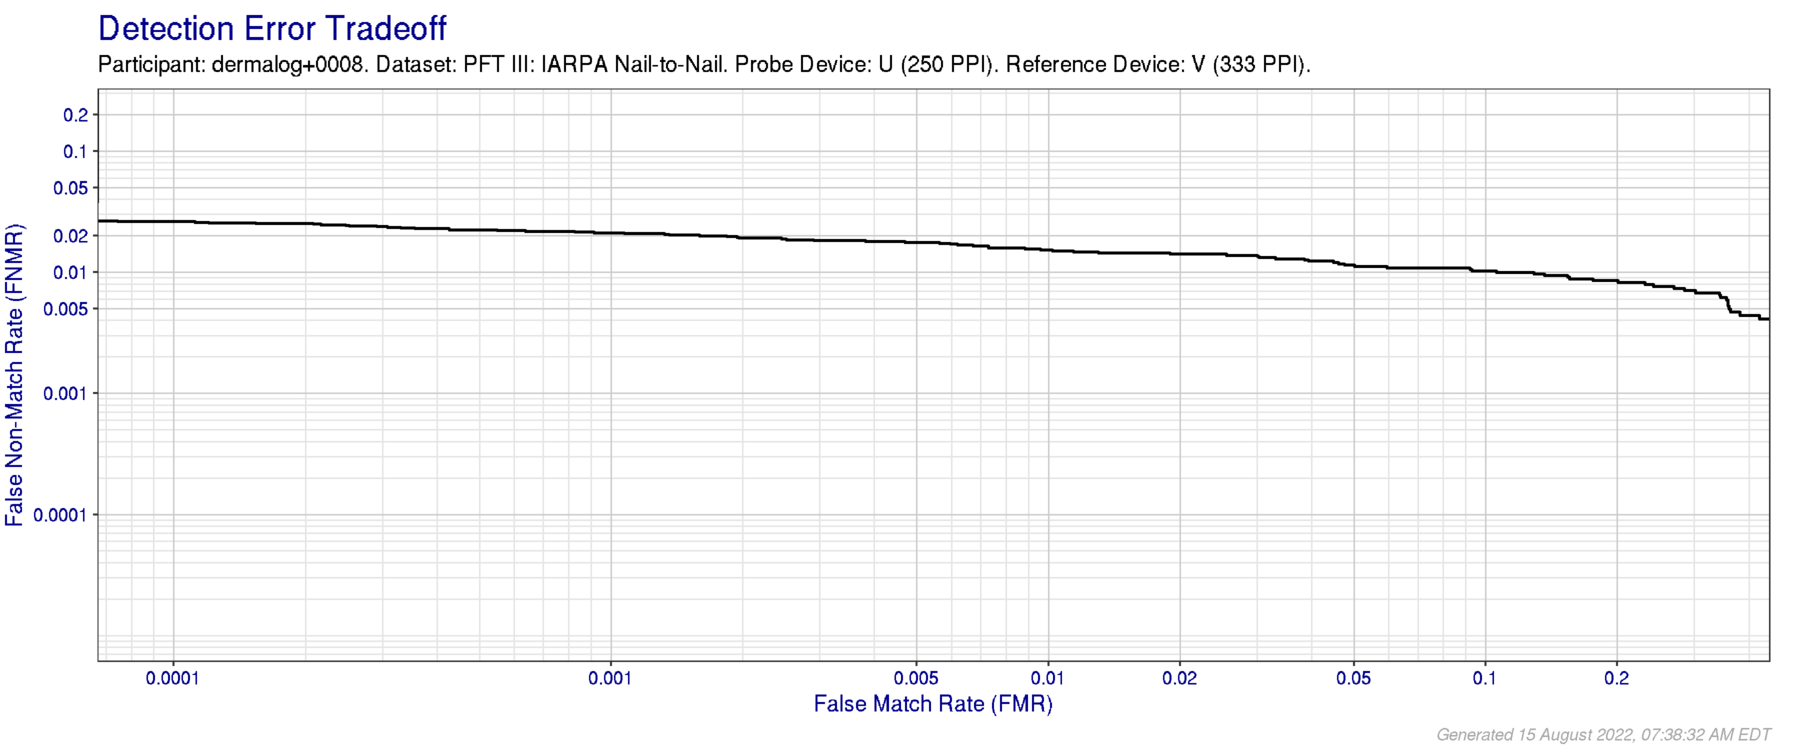 Detection Error Tradeoff
Participant: dermalog+0008. Dataset: PFT III: IARPA Nail-to-Nail. Probe Device: U (250 PPI). Reference Device: V (333 PPI).
False Non-Match Rate (FNMR)
0.2
0.1
0.05
0.02
0.01
0.005
0.001
0.0001
0.0001 0.001 0.005 0.01 0.02 0.05 0.1 0.2
False Match Rate (FMR)
Generated 15 August 2022, 07:38:32 AM EDT